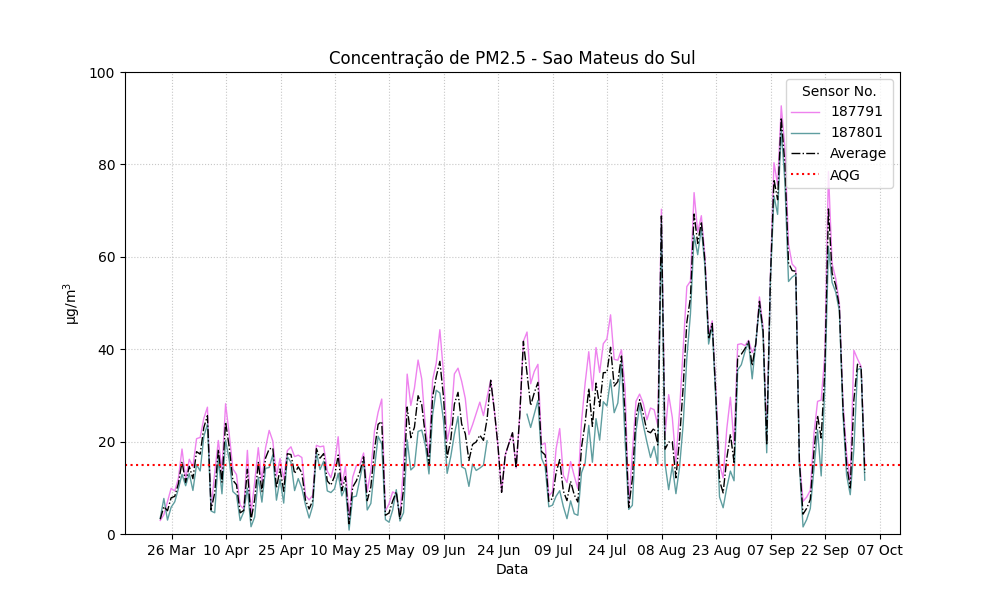 Concentração de PM2.5 - Sao Mateus do Sul
100
80
60
40
20
0
µg/m³
Sensor No.
187791
187801
Average
AQG
26 Mar 10 Apr 25 Apr 10 May 25 May 09 Jun 24 Jun 09 Jul 24 Jul 08 Aug 23 Aug 07 Sep 22 Sep 07 Oct
Data